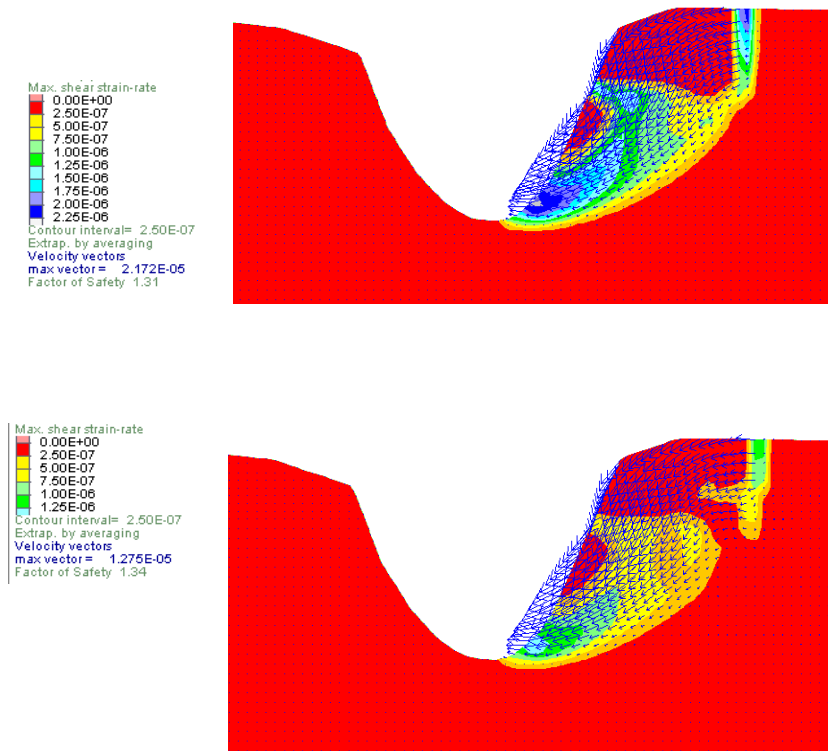 Max. shear strain-rate
0.00E+00
2.50E-07
5.00E-07
7.50E-07
1.00E-06
1.25E-06
1.50E-06
1.75E-06
2.00E-06
2.25E-06
Contour interval= 2.50E-07
Extrap. by averaging
Velocity vectors
max vector = 2.172E-05
Factor of Safety 1.31
Max. shear strain-rate
0.00E+00
2.50E-07
5.00E-07
7.50E-07
1.00E-06
1.25E-06
Contour interval= 2.50E-07
Extrap. by averaging
Velocity vectors
max vector = 1.275E-05
Factor of Safety 1.34